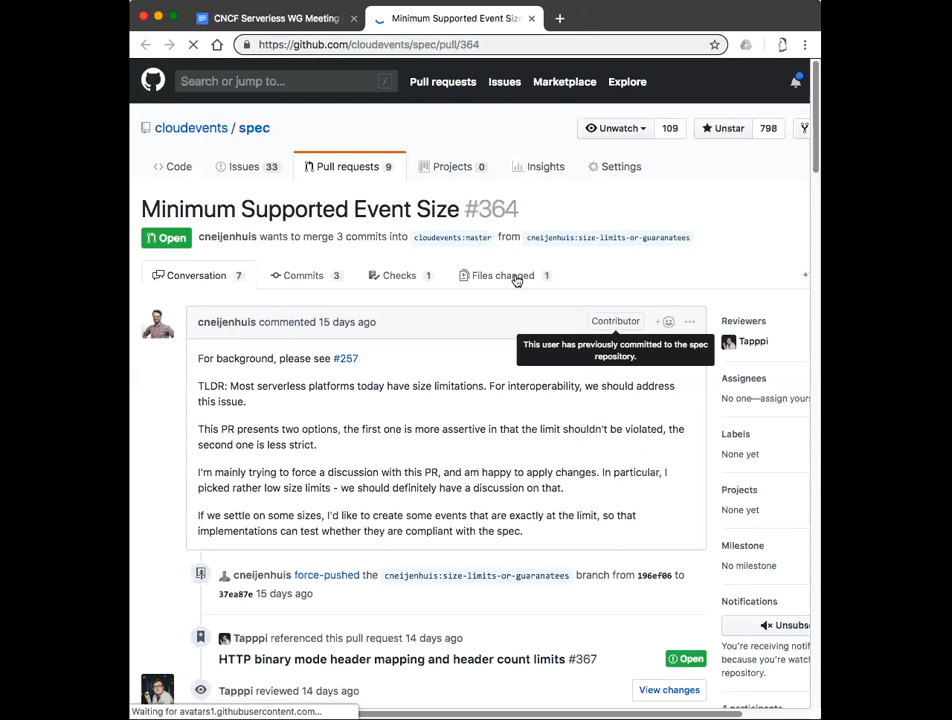 CNCF Serverless WG Meeting
Minimum Supported Event Siz
https://github.com/cloudevents/spec/pull/364
Search or jump to... /
Pull requests Issues Marketplace Explore
cloudevents / spec
Unwatch 109 Unstar 798
Code Issues 33 Pull requests 9 Projects 0 Insights Settings
Minimum Supported Event Size #364
Open cneijenhuis wants to merge 3 commits into cloudevents:master from cneijenhuis:size-limits-or-guaranatees
Conversation 7 Commits 3 Checks 1 Files changed 1 +
cneijenhuis commented 15 days ago Contributor
This user has previously committed to the spec
repository.
For background, please see #257
TLDR: Most serverless platforms today have size limitations. For interoperability, we should address
this issue.
This PR presents two options, the first one is more assertive in that the limit shouldn't be violated, the
second one is less strict.
I'm mainly trying to force a discussion with this PR, and am happy to apply changes. In particular, I
picked rather low size limits - we should definitely have a discussion on that.
If we settle on some sizes, I'd like to create some events that are exactly at the limit, so that
implementations can test whether they are compliant with the spec.
cneijenhuis force-pushed the cneijenhuis:size-limits-or-guaranatees branch from 196ef06 to
37ea87e 15 days ago
Tapppi referenced this pull request 14 days ago
HTTP binary mode header mapping and header count limits #367 Open
Tapppi reviewed 14 days ago View changes
Reviewers
Tapppi
Assignees
No one—assign yours
Labels
None yet
Projects
None yet
Milestone
No milestone
Notifications
Unsubs
You're receiving notif
because you're watch
repository.
4 participants
Waiting for avatars1.githubusercontent.com...